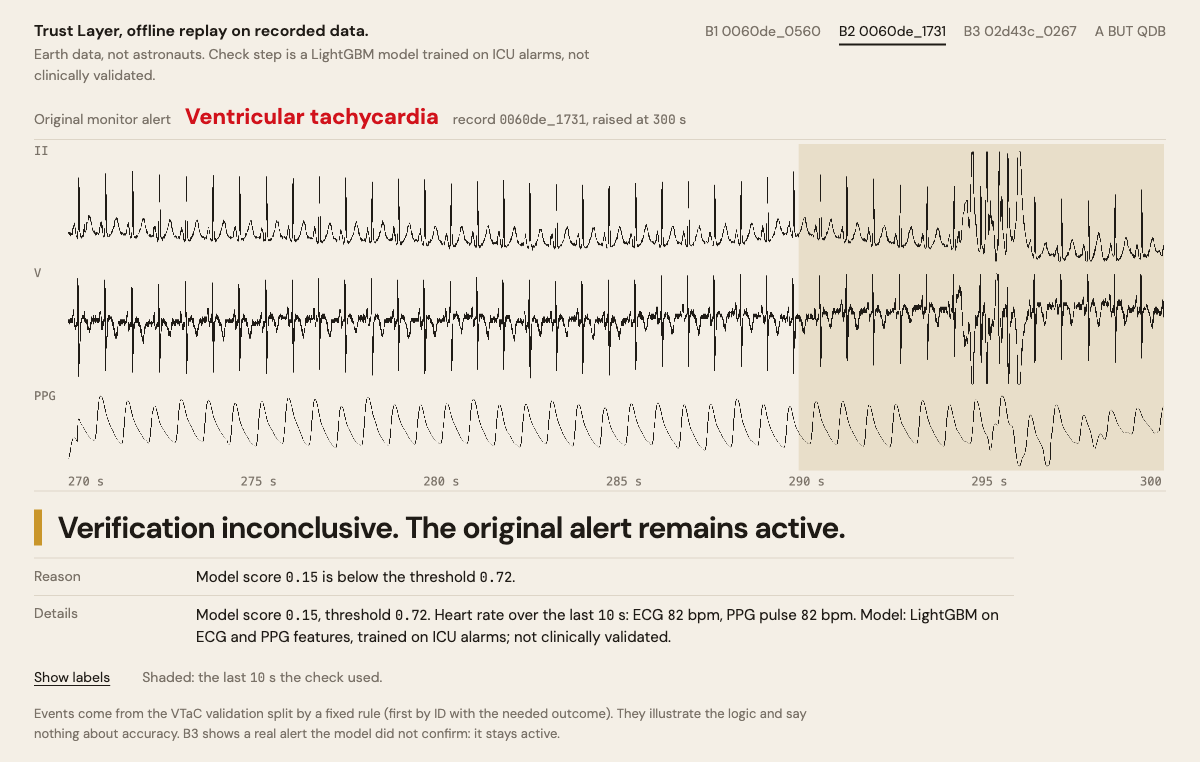 Trust Layer, offline replay on recorded data.
B1 0060de_0560 B2 0060de_1731 B3 02d43c_0267 A BUT QDB
Earth data, not astronauts. Check step is a LightGBM model trained on ICU alarms, not
clinically validated.
Original monitor alert Ventricular tachycardia record 0060de_1731, raised at 300 s
II
V
PPG
270 s 275 s 280 s 285 s 290 s 295 s 300
Verification inconclusive. The original alert remains active.
Reason Model score 0.15 is below the threshold 0.72.
Details Model score 0.15, threshold 0.72. Heart rate over the last 10 s: ECG 82 bpm, PPG pulse 82 bpm. Model: LightGBM on
ECG and PPG features, trained on ICU alarms; not clinically validated.
Show labels Shaded: the last 10 s the check used.
Events come from the VTaC validation split by a fixed rule (first by ID with the needed outcome). They illustrate the logic and say
nothing about accuracy. B3 shows a real alert the model did not confirm: it stays active.